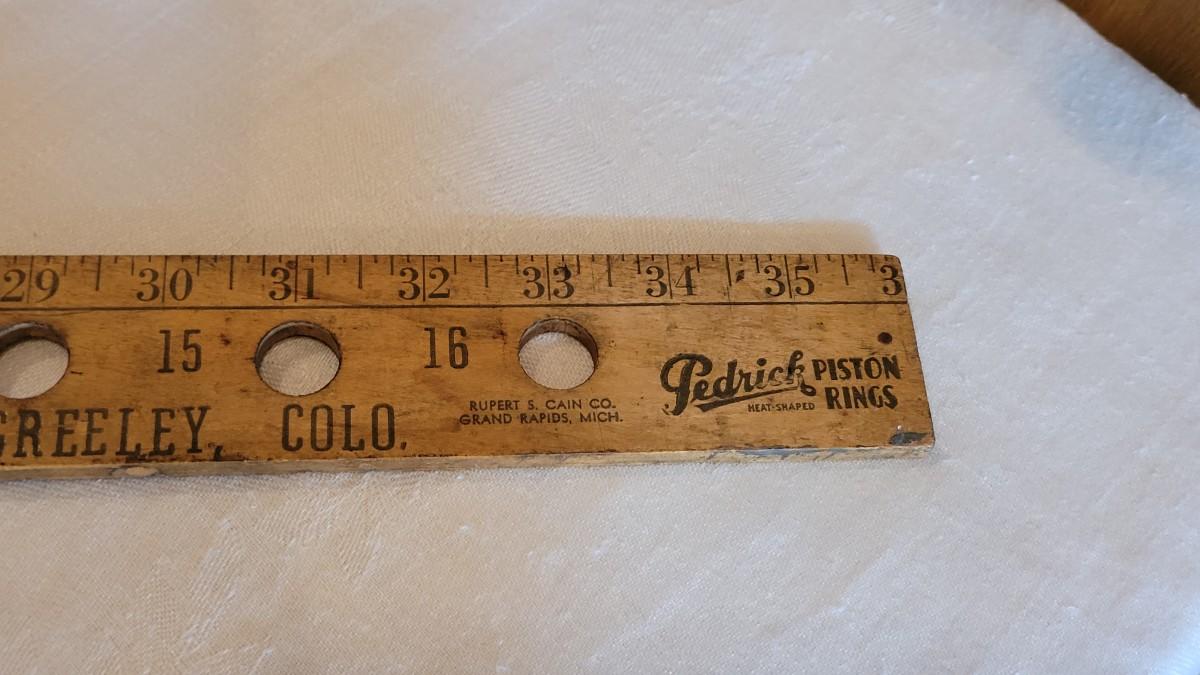 29 30 31 32 33 34 35 3
15 16
Pedrick PISTON
HEAT-SHAPED RINGS
RUPERT S. CAIN CO.
GRAND RAPIDS, MICH.
GREELEY, COLO.